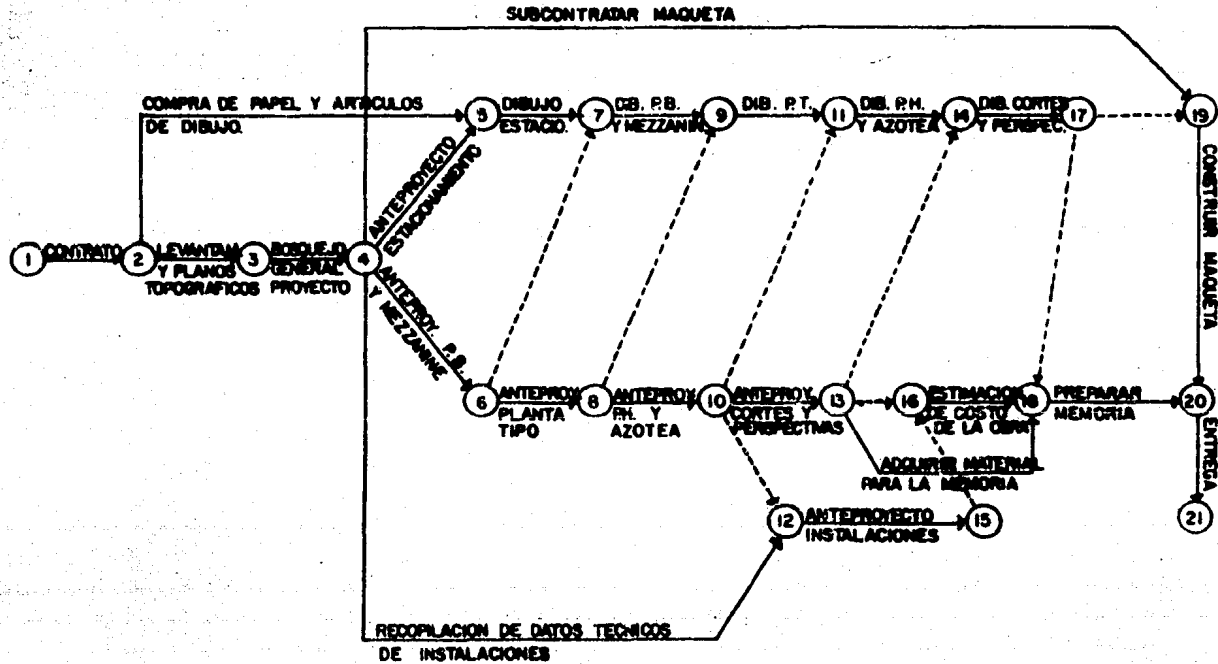 SUBCONTRATAR MAQUETA
COMPRA DE PAPEL Y ARTICULOS
DE DIBUJO.
5
DIBUJO
ESTACIO.
7
DIB. P.B.
Y MEZZANIN.
9
DIB. P.T.
11
DIB. P.H.
Y AZOTEA
14
DIB. CORTES
Y PERSPEC.
17
19
ANTEPROYECTO
ESTACIONAMIENTO
CONSTRUIR MAQUETA
1
CONTRATO
2
LEVANTAM
Y PLANOS
TOPOGRAFICOS
3
BOSQUEJO
GENERAL
PROYECTO
4
ANTEPROY. P.B.
Y MEZZANINE
6
ANTEPROY.
PLANTA
TIPO
8
ANTEPROY.
P.H. Y
AZOTEA
10
ANTEPROY.
CORTES Y
PERSPECTIVAS
13
16
ESTIMACION
DE COSTO
DE LA OBRA
18
PREPARAR
MEMORIA
20
ADQUIRIR MATERIAL
PARA LA MEMORIA
ENTREGA
12
ANTEPROYECTO
INSTALACIONES
15
21
RECOPILACION DE DATOS TECNICOS
DE INSTALACIONES